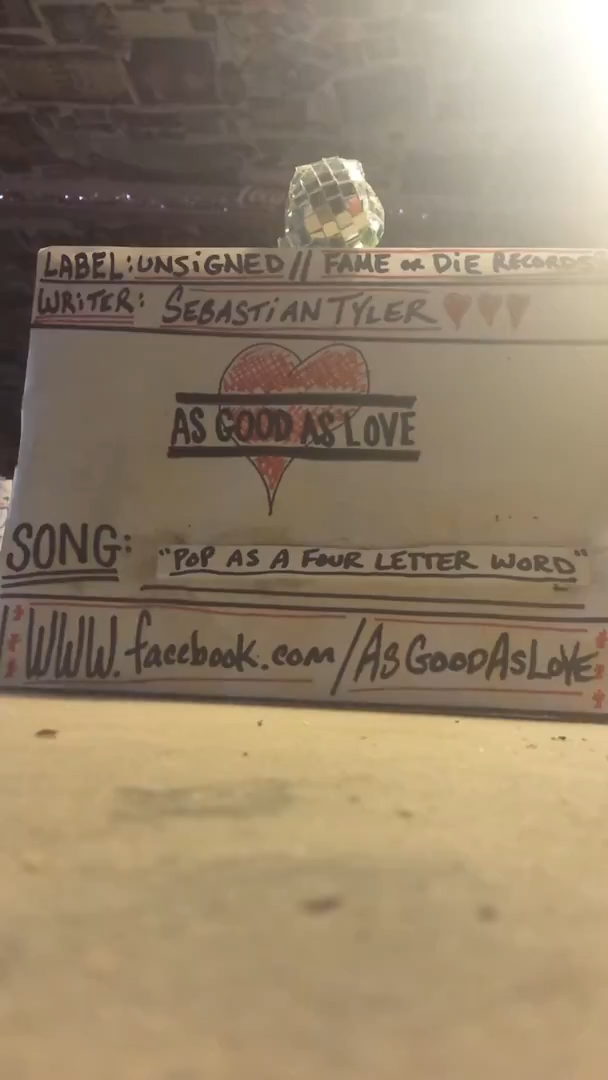 LABEL: UNSiGNED // FAME OR DiE RECORDS
WRiTER: SEBASTiAN TYLER
AS GOOD AS LOVE
SONG: "POP AS A FOUR LETTER WORD"
WWW.facebook.com/AsGoodAsLoVE